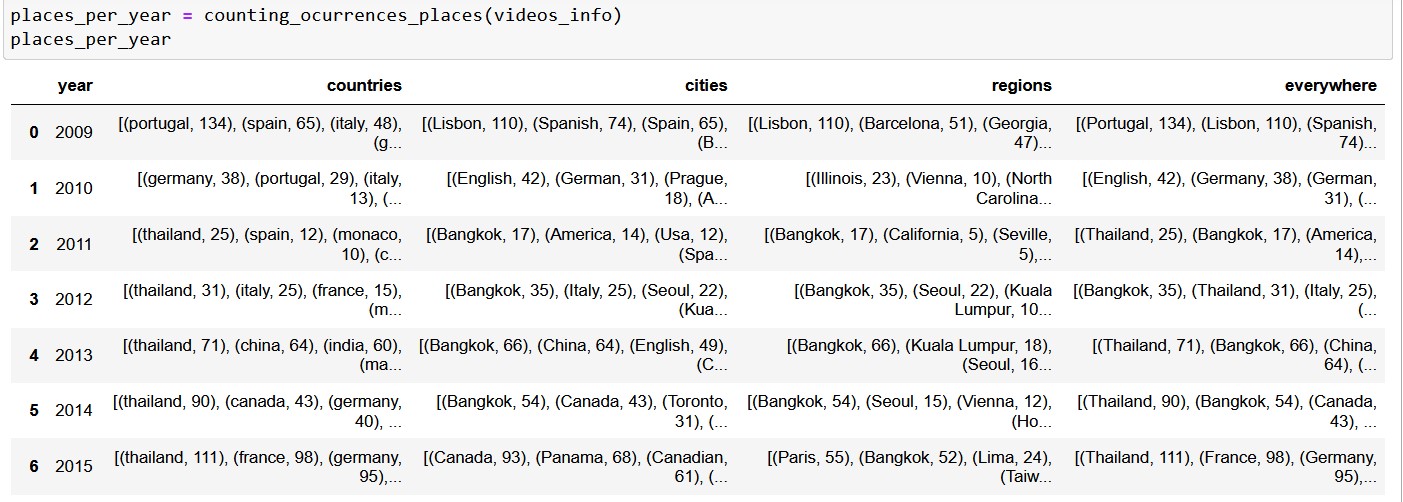 places_per_year = counting_ocurrences_places(videos_info)
places_per_year
year countries cities regions everywhere
0 2009 [(portugal, 134), (spain, 65), (italy, 48), [(Lisbon, 110), (Spanish, 74), (Spain, 65), [(Lisbon, 110), (Barcelona, 51), (Georgia, [(Portugal, 134), (Lisbon, 110), (Spanish,
(g... (B... 47)... 74)...
1 2010 [(germany, 38), (portugal, 29), (italy, [(English, 42), (German, 31), (Prague, [(Illinois, 23), (Vienna, 10), (North [(English, 42), (Germany, 38), (German,
13), (... 18), (A... Carolina... 31), (...
2 2011 [(thailand, 25), (spain, 12), (monaco, [(Bangkok, 17), (America, 14), (Usa, 12), [(Bangkok, 17), (California, 5), (Seville, [(Thailand, 25), (Bangkok, 17), (America,
10), (c... (Spa... 5),... 14),...
3 2012 [(thailand, 31), (italy, 25), (france, 15), [(Bangkok, 35), (Italy, 25), (Seoul, 22), [(Bangkok, 35), (Seoul, 22), (Kuala [(Bangkok, 35), (Thailand, 31), (Italy, 25),
(m... (Kua... Lumpur, 10... (...
4 2013 [(thailand, 71), (china, 64), (india, 60), [(Bangkok, 66), (China, 64), (English, 49), [(Bangkok, 66), (Kuala Lumpur, 18), [(Thailand, 71), (Bangkok, 66), (China,
(ma... (C... (Seoul, 16... 64), (...
5 2014 [(thailand, 90), (canada, 43), (germany, [(Bangkok, 54), (Canada, 43), (Toronto, [(Bangkok, 54), (Seoul, 15), (Vienna, 12), [(Thailand, 90), (Bangkok, 54), (Canada,
40), ... 31), (... (Ho... 43), ...
6 2015 [(thailand, 111), (france, 98), (germany, [(Canada, 93), (Panama, 68), (Canadian, [(Paris, 55), (Bangkok, 52), (Lima, 24), [(Thailand, 111), (France, 98), (Germany,
95),... 61), (... (Taiw... 95),...